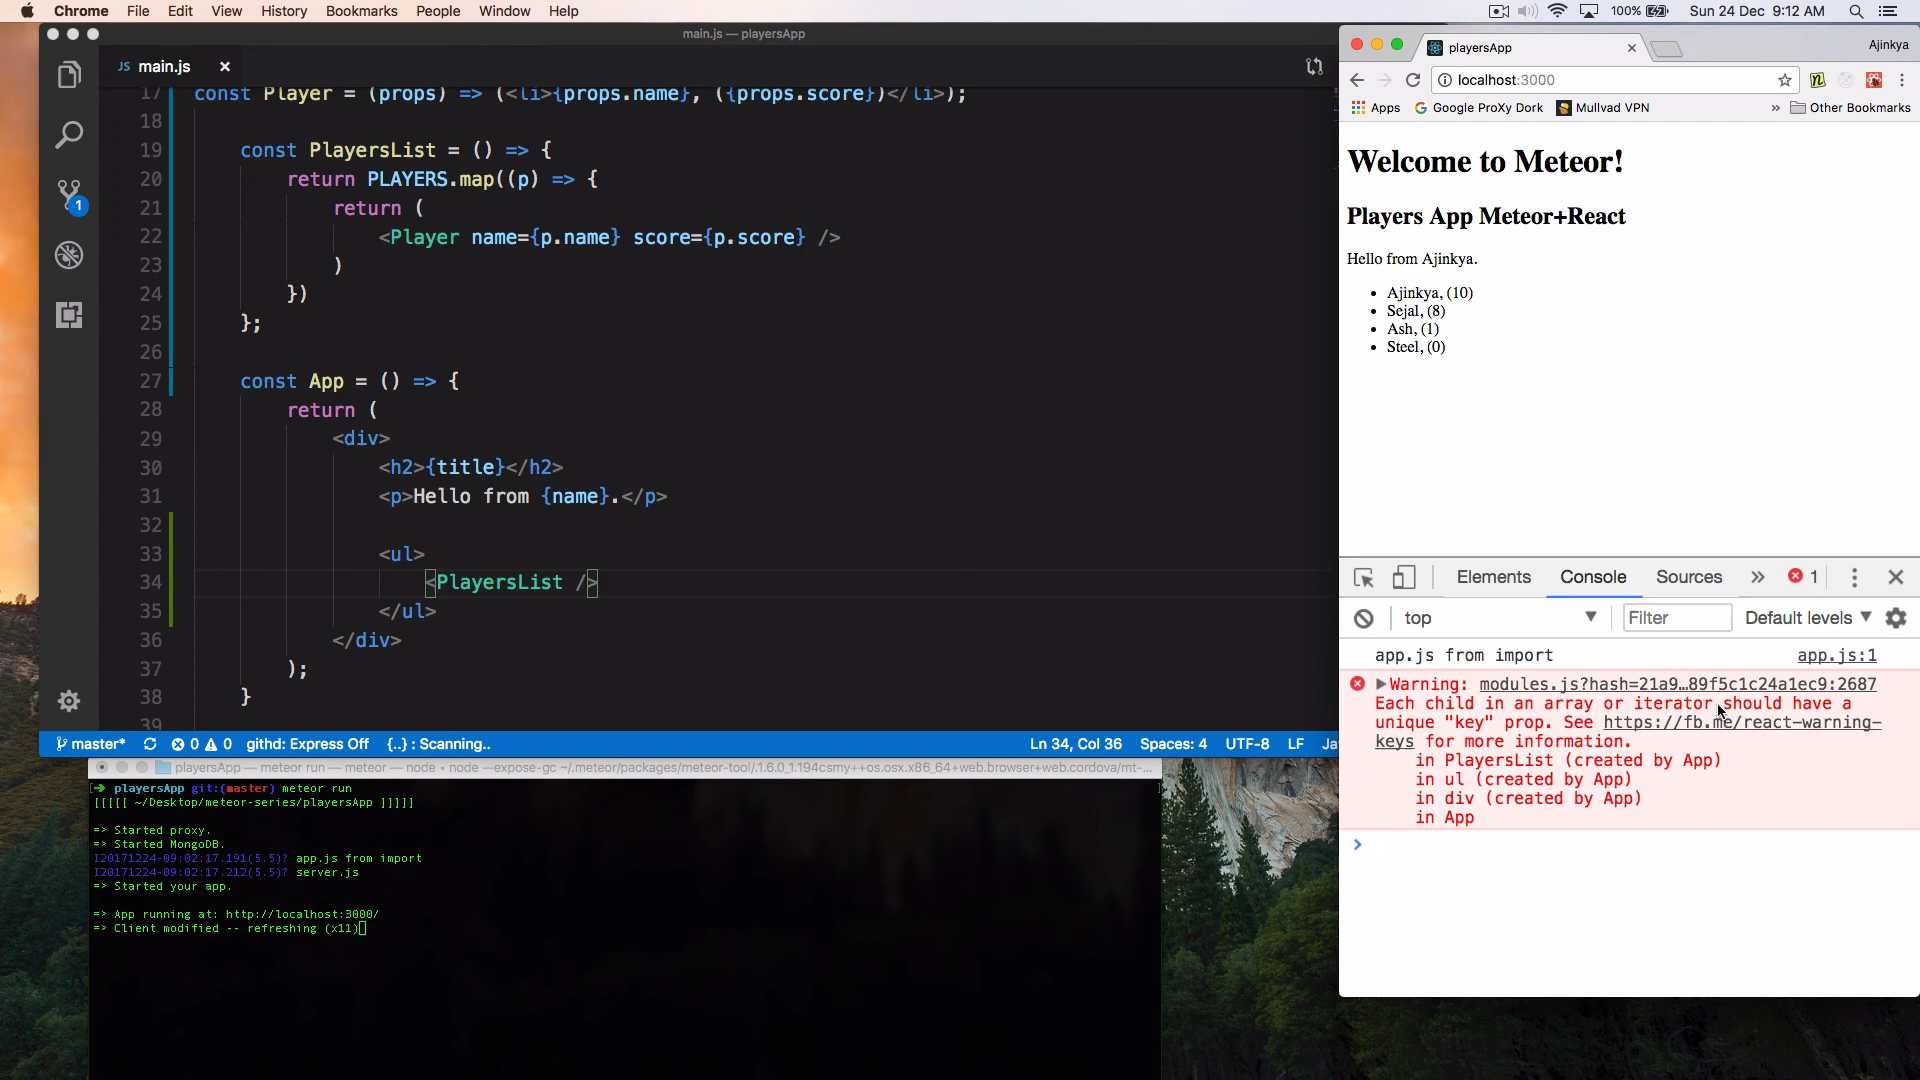 Chrome File Edit View History Bookmarks People Window Help
100% Sun 24 Dec 9:12 AM
main.js — playersApp
JS main.js ×
17 const Player = (props) => (<li>{props.name}, ({props.score})</li>);
18
19 const PlayersList = () => {
20 return PLAYERS.map((p) => {
21 return (
22 <Player name={p.name} score={p.score} />
23 )
24 })
25 };
26
27 const App = () => {
28 return (
29 <div>
30 <h2>{title}</h2>
31 <p>Hello from {name}.</p>
32
33 <ul>
34 <PlayersList />
35 </ul>
36 </div>
37 );
38 }
39
1
master* 0 0 githd: Express Off {..} : Scanning.. Ln 34, Col 36 Spaces: 4 UTF-8 LF Ja
playersApp — meteor run — meteor — node ◂ node --expose-gc ~/.meteor/packages/meteor-tool/.1.6.0_1.194csmy++os.osx.x86_64+web.browser+web.cordova/mt-...
playersApp git:(master) meteor run
[[[[[ ~/Desktop/meteor-series/playersApp ]]]]]
=> Started proxy.
=> Started MongoDB.
I20171224-09:02:17.191(5.5)? app.js from import
I20171224-09:02:17.212(5.5)? server.js
=> Started your app.
=> App running at: http://localhost:3000/
=> Client modified -- refreshing (x11)
playersApp × Ajinkya
localhost:3000
Apps Google ProXy Dork Mullvad VPN » Other Bookmarks
Welcome to Meteor!
Players App Meteor+React
Hello from Ajinkya.
• Ajinkya, (10)
• Sejal, (8)
• Ash, (1)
• Steel, (0)
Elements Console Sources » 1
top Filter Default levels
app.js from import app.js:1
Warning: modules.js?hash=21a9…89f5c1c24a1ec9:2687
Each child in an array or iterator should have a
unique "key" prop. See https://fb.me/react-warning-
keys for more information.
in PlayersList (created by App)
in ul (created by App)
in div (created by App)
in App